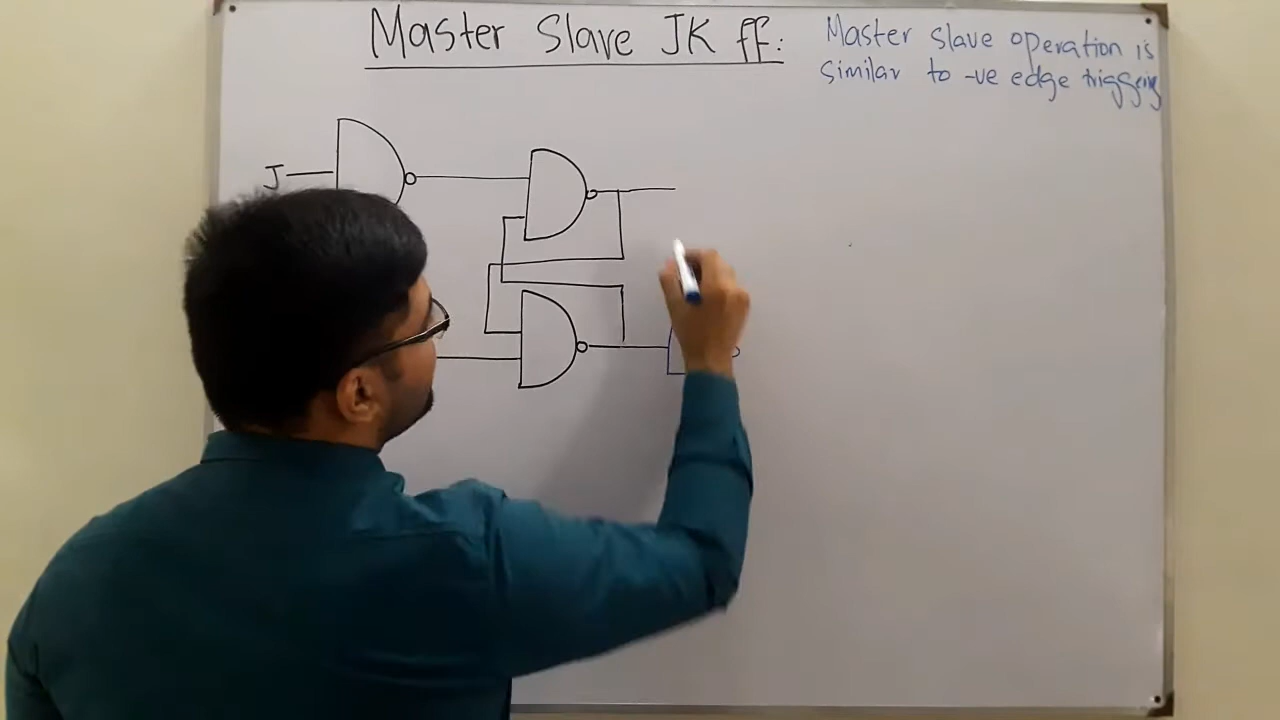 Master Slave JK ff:
Master slave operation is
similar to -ve edge triggering
J